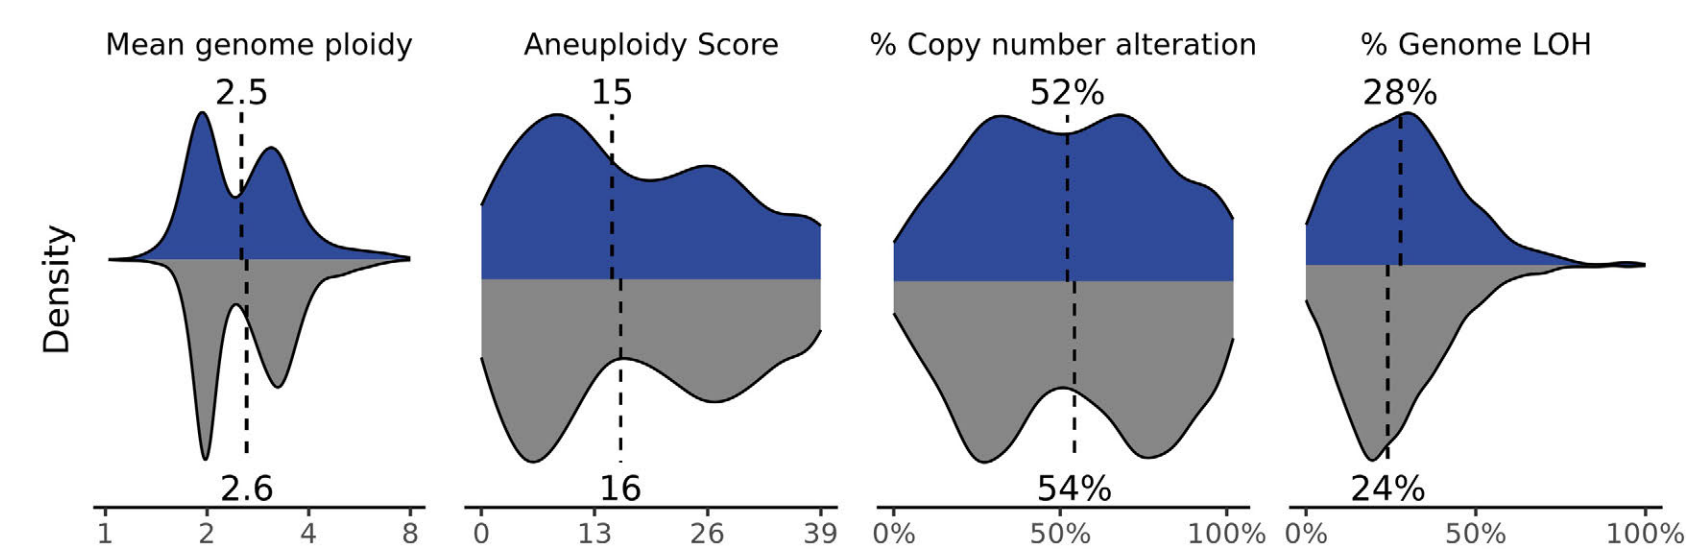 Mean genome ploidy
Aneuploidy Score
% Copy number alteration
% Genome LOH
2.5
15
52%
28%
Density
2.6
16
54%
24%
1 2 4 8
0 13 26 39
0% 50% 100%
0% 50% 100%